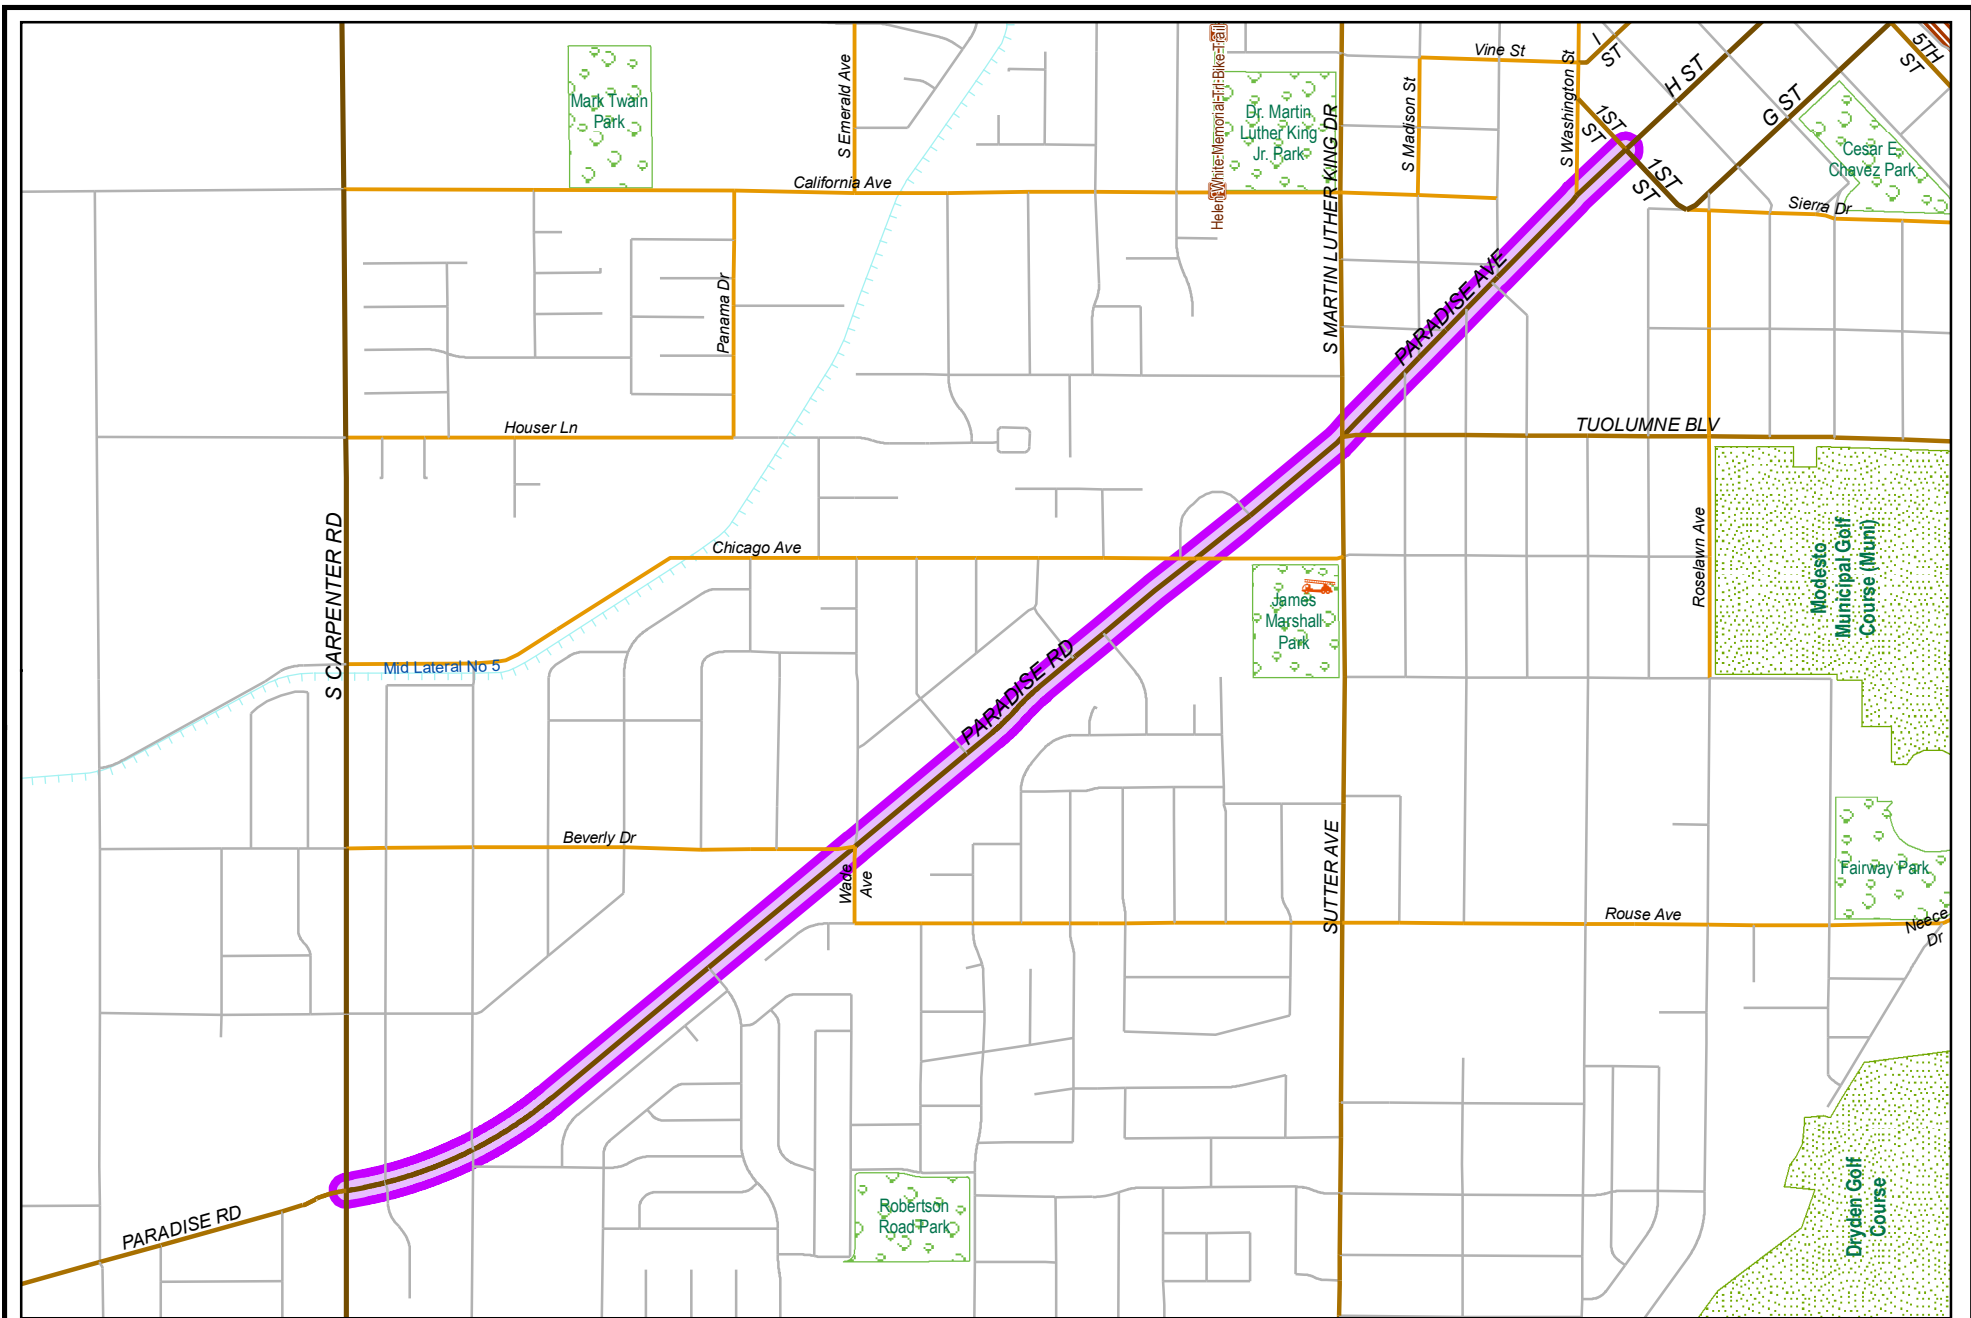 Vine St
I
ST
5TH
ST
H ST
G ST
Mark Twain
Park
S Emerald Ave
Helen White Memorial Tri Bike Trail
Dr. Martin
Luther King
Jr. Park
S MARTIN LUTHER KING DR
S Madison St
S Washington St
1ST
ST
1ST
ST
Cesar E.
Chavez Park
California Ave
Sierra Dr
Panama Dr
PARADISE AVE
Houser Ln
TUOLUMNE BLV
S CARPENTER RD
Chicago Ave
Roselawn Ave
Modesto
Municipal Golf
Course (Muni)
James
Marshall
Park
Mid Lateral No 5
PARADISE RD
Beverly Dr
Wade
Ave
SUTTER AVE
Fairway Park
Rouse Ave
Neece
Dr
Robertson
Road Park
Dryden Golf
Course
PARADISE RD